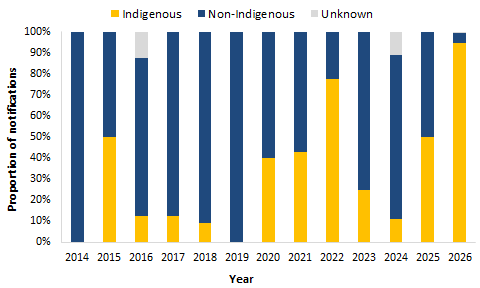 Indigenous Non-Indigenous Unknown
100%
90%
80%
70%
60%
50%
40%
30%
20%
10%
0%
Proportion of notifications
2014 2015 2016 2017 2018 2019 2020 2021 2022 2023 2024 2025 2026
Year